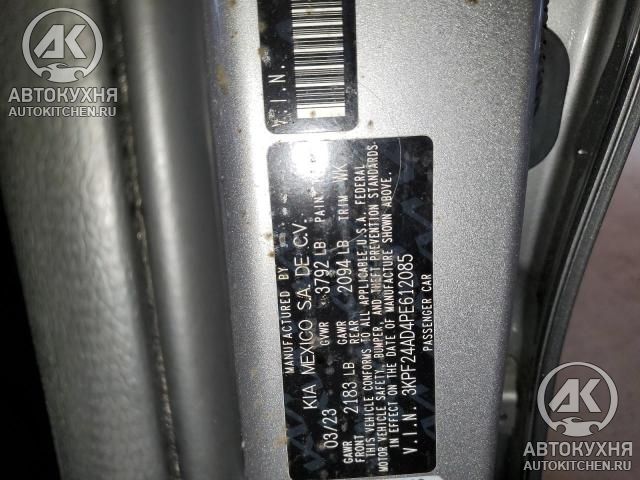 АК
АВТОКУХНЯ
AUTOKITCHEN.RU
V.I.N.
MANUFACTURED BY
KIA MEXICO S.A. DE C.V.
03/23 GVWR 3792 LB PAINT
GAWR FRONT 2183 LB GAWR REAR 2094 LB TRIM WK
THIS VEHICLE CONFORMS TO ALL APPLICABLE U.S.A. FEDERAL
MOTOR VEHICLE SAFETY, BUMPER, AND THEFT PREVENTION STANDARDS
IN EFFECT ON THE DATE OF MANUFACTURE SHOWN ABOVE.
V.I.N. 3KPF24AD4PE612085
PASSENGER CAR
АК
АВТОКУХНЯ
AUTOKITCHEN.RU